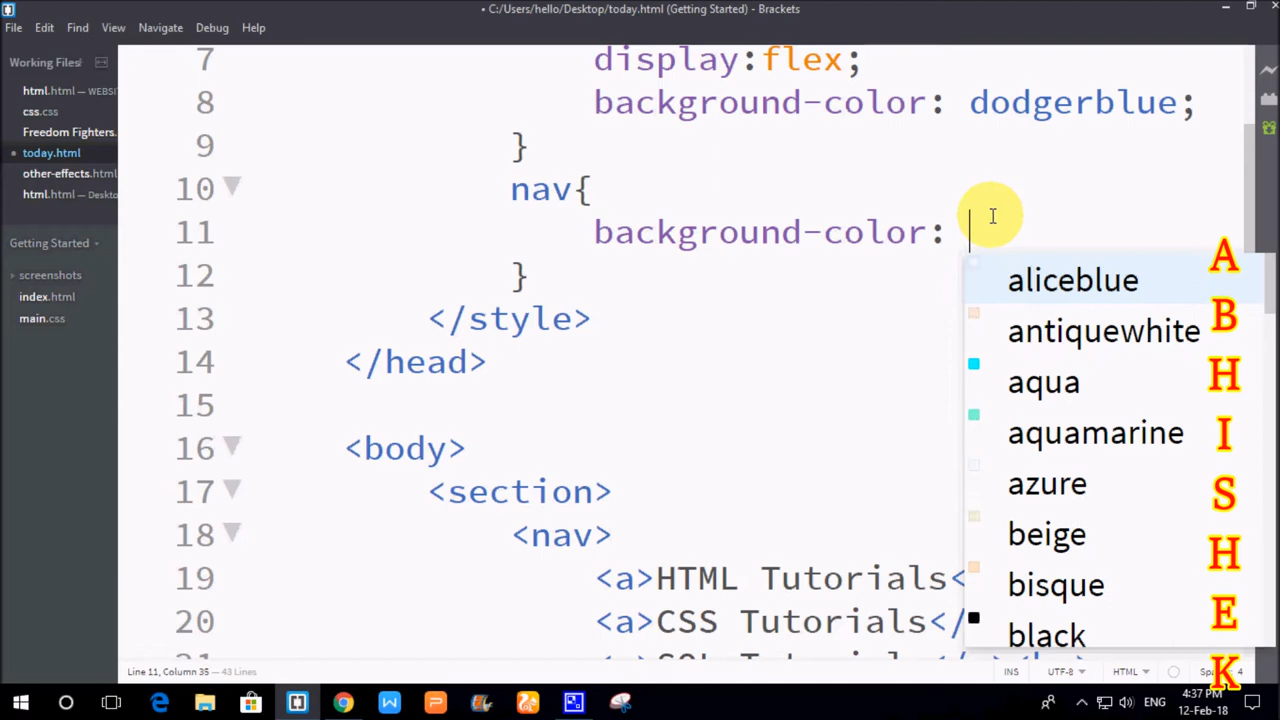 • C:/Users/hello/Desktop/today.html (Getting Started) - Brackets
File Edit Find View Navigate Debug Help
Working Files
html.html — WEBSIT
css.css
Freedom Fighters.
today.html
other-effects.html
html.html — Deskto
Getting Started
screenshots
index.html
main.css
7 display:flex;
8 background-color: dodgerblue;
9 }
10 nav{
11 background-color:
12 }
13 </style>
14 </head>
15
16 <body>
17 <section>
18 <nav>
19 <a>HTML Tutorials<
20 <a>CSS Tutorials</
aliceblue
antiquewhite
aqua
aquamarine
azure
beige
bisque
black
A
B
H
I
S
H
E
K
Line 11, Column 35 — 43 Lines
INS UTF-8 HTML 4
ENG
4:37 PM
12-Feb-18